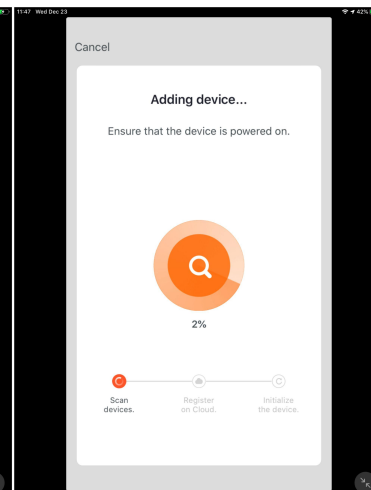 11:47 Wed Dec 23
42%
Cancel
Adding device...
Ensure that the device is powered on.
2%
Scan
devices.
Register
on Cloud.
Initialize
the device.